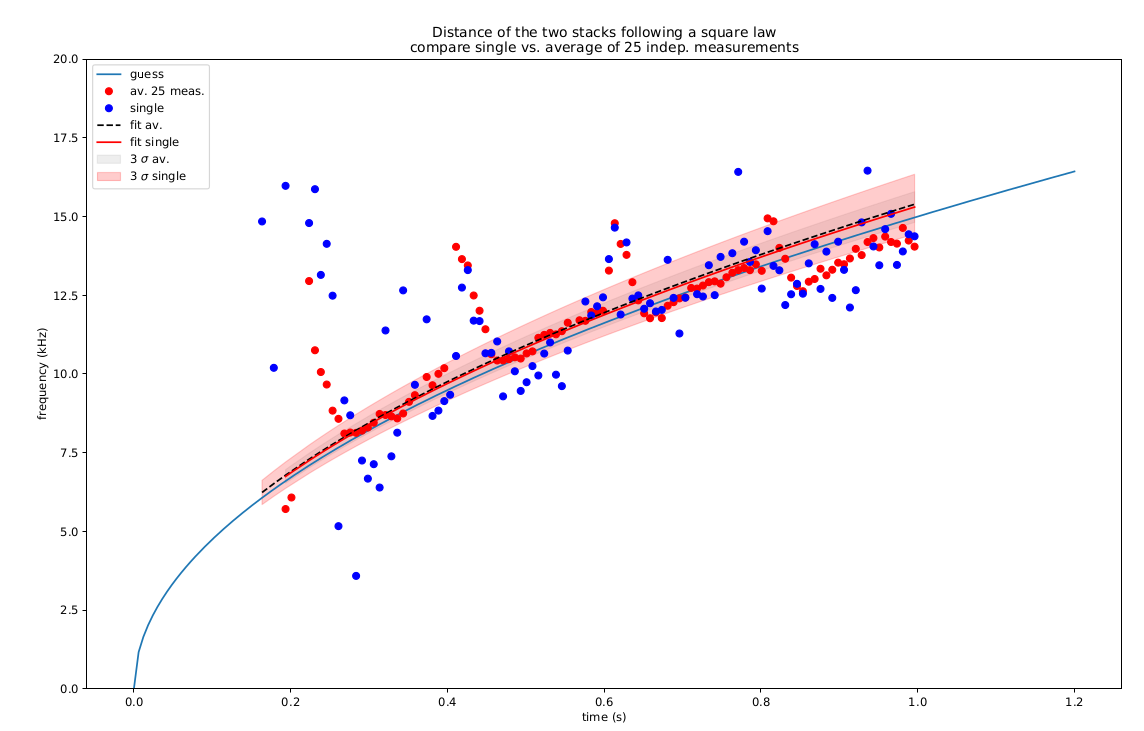 Distance of the two stacks following a square law
compare single vs. average of 25 indep. measurements
guess
av. 25 meas.
single
fit av.
fit single
3 σ av.
3 σ single
frequency (kHz)
20.0
17.5
15.0
12.5
10.0
7.5
5.0
2.5
0.0
0.0 0.2 0.4 0.6 0.8 1.0 1.2
time (s)